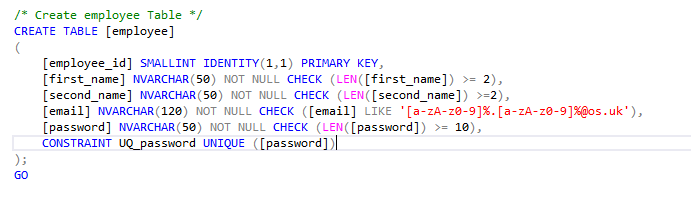 /* Create employee Table */
CREATE TABLE [employee]
(
[employee_id] SMALLINT IDENTITY(1,1) PRIMARY KEY,
[first_name] NVARCHAR(50) NOT NULL CHECK (LEN([first_name]) >= 2),
[second_name] NVARCHAR(50) NOT NULL CHECK (LEN([second_name]) >=2),
[email] NVARCHAR(120) NOT NULL CHECK ([email] LIKE '[a-zA-z0-9]%.[a-zA-z0-9]%@os.uk'),
[password] NVARCHAR(50) NOT NULL CHECK (LEN([password]) >= 10),
CONSTRAINT UQ_password UNIQUE ([password])
);
GO